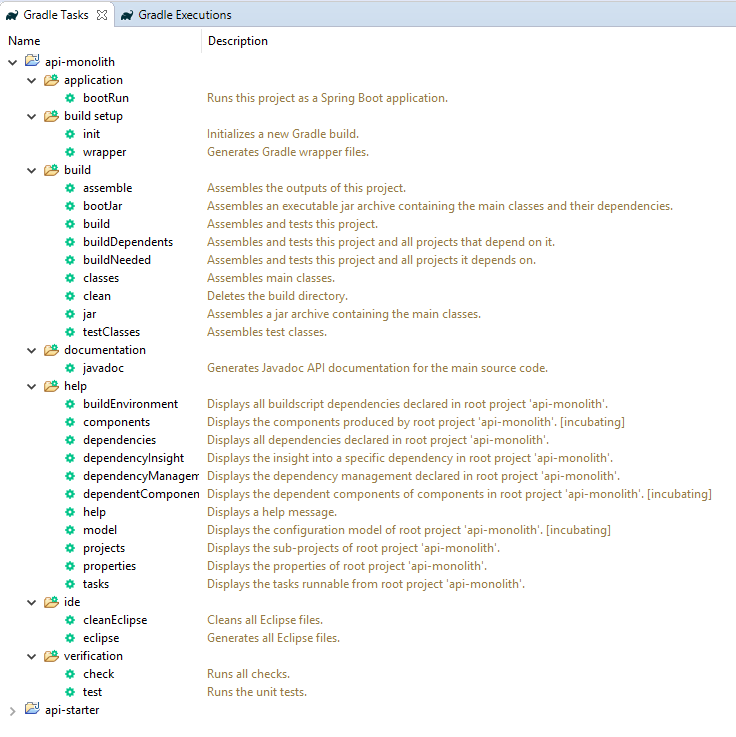 Gradle Tasks Gradle Executions
Name Description
api-monolith
application
bootRun Runs this project as a Spring Boot application.
build setup
init Initializes a new Gradle build.
wrapper Generates Gradle wrapper files.
build
assemble Assembles the outputs of this project.
bootJar Assembles an executable jar archive containing the main classes and their dependencies.
build Assembles and tests this project.
buildDependents Assembles and tests this project and all projects that depend on it.
buildNeeded Assembles and tests this project and all projects it depends on.
classes Assembles main classes.
clean Deletes the build directory.
jar Assembles a jar archive containing the main classes.
testClasses Assembles test classes.
documentation
javadoc Generates Javadoc API documentation for the main source code.
help
buildEnvironment Displays all buildscript dependencies declared in root project 'api-monolith'.
components Displays the components produced by root project 'api-monolith'. [incubating]
dependencies Displays all dependencies declared in root project 'api-monolith'.
dependencyInsight Displays the insight into a specific dependency in root project 'api-monolith'.
dependencyManagem Displays the dependency management declared in root project 'api-monolith'.
dependentComponen Displays the dependent components of components in root project 'api-monolith'. [incubating]
help Displays a help message.
model Displays the configuration model of root project 'api-monolith'. [incubating]
projects Displays the sub-projects of root project 'api-monolith'.
properties Displays the properties of root project 'api-monolith'.
tasks Displays the tasks runnable from root project 'api-monolith'.
ide
cleanEclipse Cleans all Eclipse files.
eclipse Generates all Eclipse files.
verification
check Runs all checks.
test Runs the unit tests.
api-starter